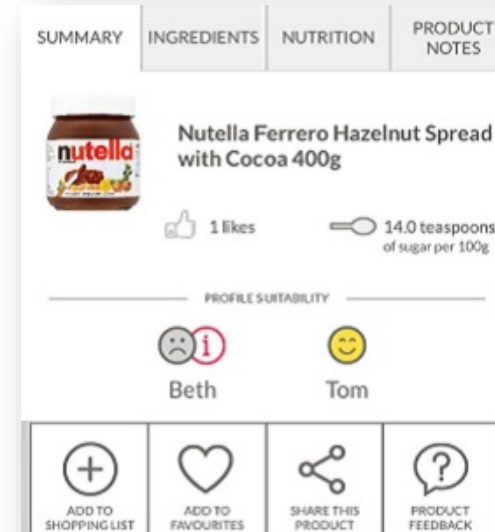 SUMMARY
INGREDIENTS
NUTRITION
PRODUCT
NOTES
nutella
Nutella Ferrero Hazelnut Spread
with Cocoa 400g
1 likes
14.0 teaspoons
of sugar per 100g
PROFILE SUITABILITY
i
Beth
Tom
ADD TO
SHOPPING LIST
ADD TO
FAVOURITES
SHARE THIS
PRODUCT
?
PRODUCT
FEEDBACK